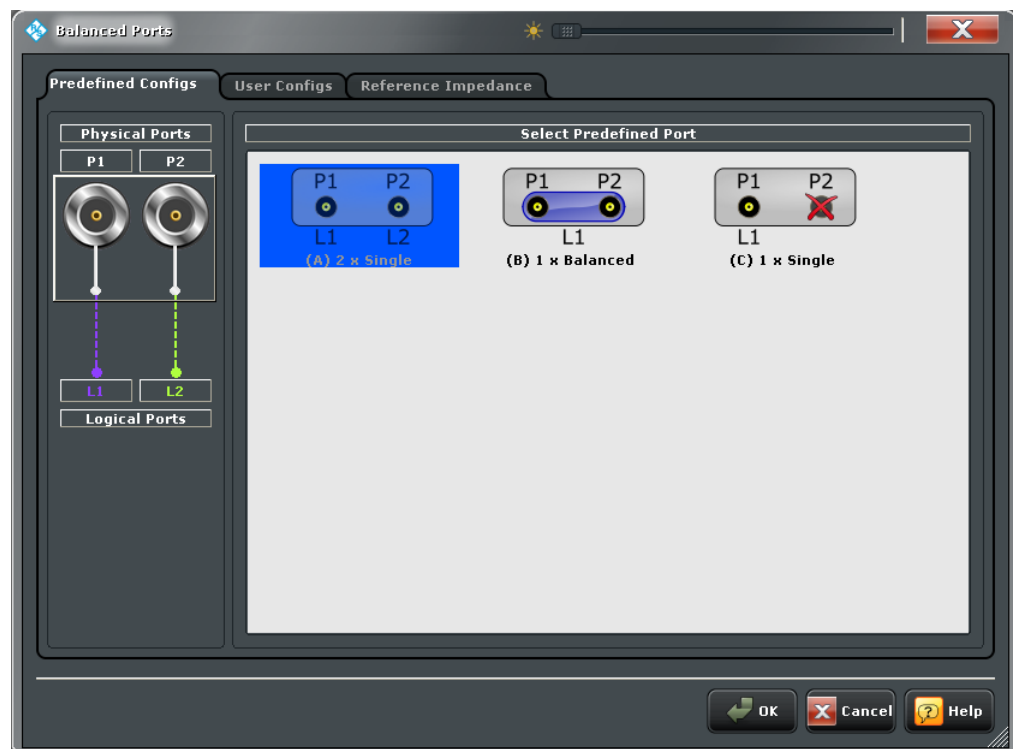 Balanced Ports
Predefined Configs User Configs Reference Impedance
Physical Ports
P1 P2
L1 L2
Logical Ports
Select Predefined Port
P1 P2
L1 L2
(A) 2 x Single
P1 P2
L1
(B) 1 x Balanced
P1 P2
L1
(C) 1 x Single
OK Cancel Help